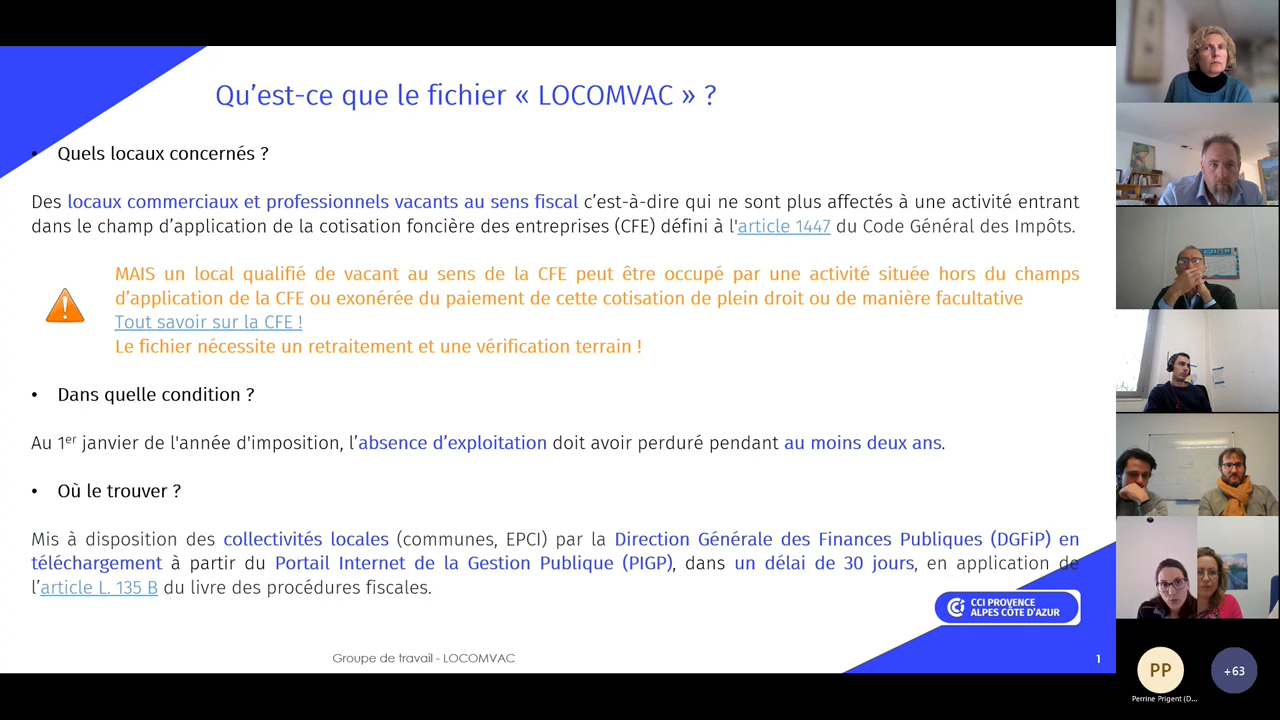 Qu'est-ce que le fichier « LOCOMVAC » ?
• Quels locaux concernés ?
Des locaux commerciaux et professionnels vacants au sens fiscal c'est-à-dire qui ne sont plus affectés à une activité entrant
dans le champ d'application de la cotisation foncière des entreprises (CFE) défini à l'article 1447 du Code Général des Impôts.
MAIS un local qualifié de vacant au sens de la CFE peut être occupé par une activité située hors du champs
d'application de la CFE ou exonérée du paiement de cette cotisation de plein droit ou de manière facultative
Tout savoir sur la CFE !
Le fichier nécessite un retraitement et une vérification terrain !
• Dans quelle condition ?
Au 1er janvier de l'année d'imposition, l'absence d'exploitation doit avoir perduré pendant au moins deux ans.
• Où le trouver ?
Mis à disposition des collectivités locales (communes, EPCI) par la Direction Générale des Finances Publiques (DGFiP) en
téléchargement à partir du Portail Internet de la Gestion Publique (PIGP), dans un délai de 30 jours, en application de
l'article L. 135 B du livre des procédures fiscales.
CCI PROVENCE
ALPES CÔTE D'AZUR
Groupe de travail - LOCOMVAC
1
PP
+63
Perrine Prigent (D...